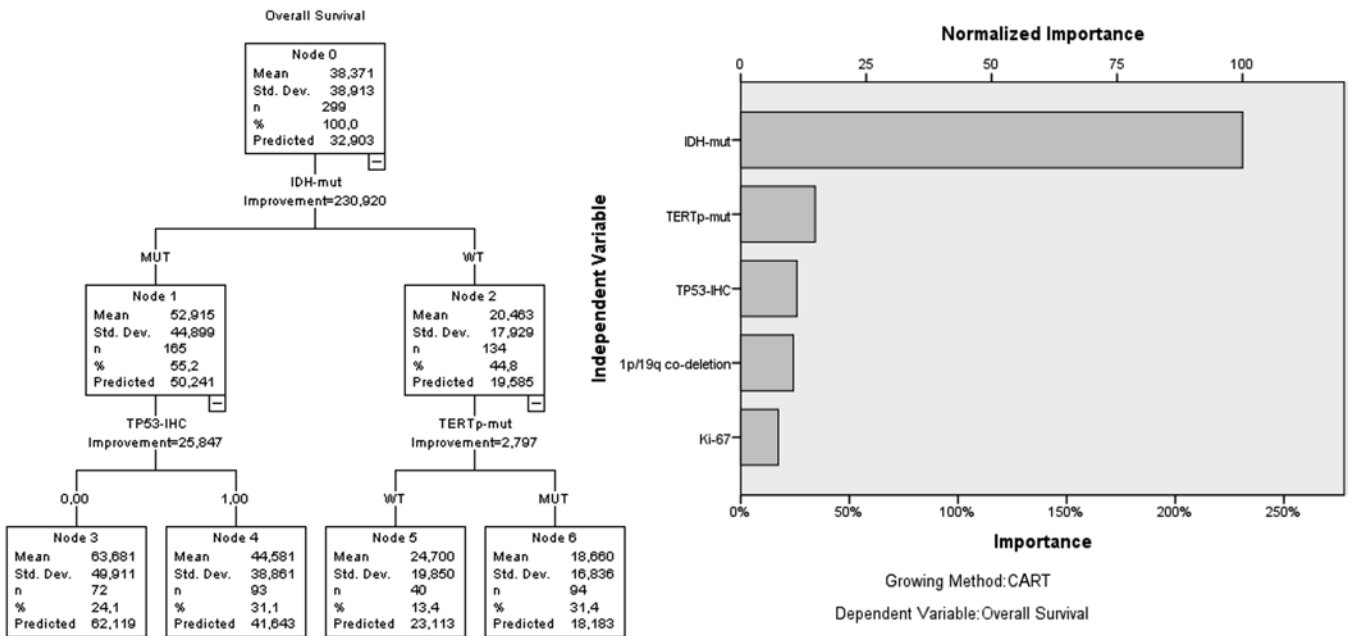 Overall Survival
Node 0
Mean 38,371
Std. Dev. 38,913
n 299
% 100,0
Predicted 32,903
IDH-mut
Improvement=230,920
MUT
WT
Node 1
Mean 52,915
Std. Dev. 44,899
n 165
% 55,2
Predicted 50,241
Node 2
Mean 20,463
Std. Dev. 17,929
n 134
% 44,8
Predicted 19,585
TP53-IHC
Improvement=25,847
TERTp-mut
Improvement=2,797
0,00
1,00
WT
MUT
Node 3
Mean 63,681
Std. Dev. 49,911
n 72
% 24,1
Predicted 62,119
Node 4
Mean 44,581
Std. Dev. 38,861
n 93
% 31,1
Predicted 41,643
Node 5
Mean 24,700
Std. Dev. 19,850
n 40
% 13,4
Predicted 23,113
Node 6
Mean 18,660
Std. Dev. 16,836
n 94
% 31,4
Predicted 18,183
Normalized Importance
0 25 50 75 100
Independent Variable
IDH-mut
TERTp-mut
TP53-IHC
1p/19q co-deletion
Ki-67
0% 50% 100% 150% 200% 250%
Importance
Growing Method:CART
Dependent Variable:Overall Survival